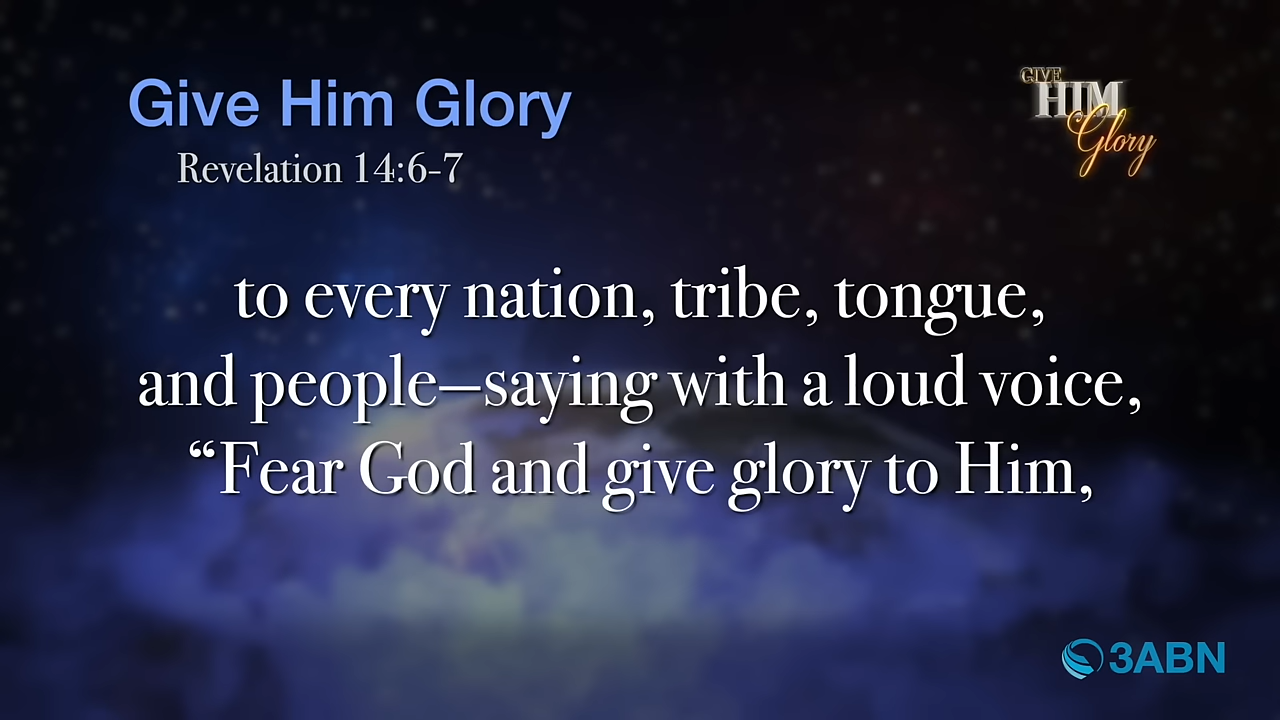 Give Him Glory
Revelation 14:6-7
GIVE
HIM
Glory
to every nation, tribe, tongue,
and people—saying with a loud voice,
“Fear God and give glory to Him,
3ABN